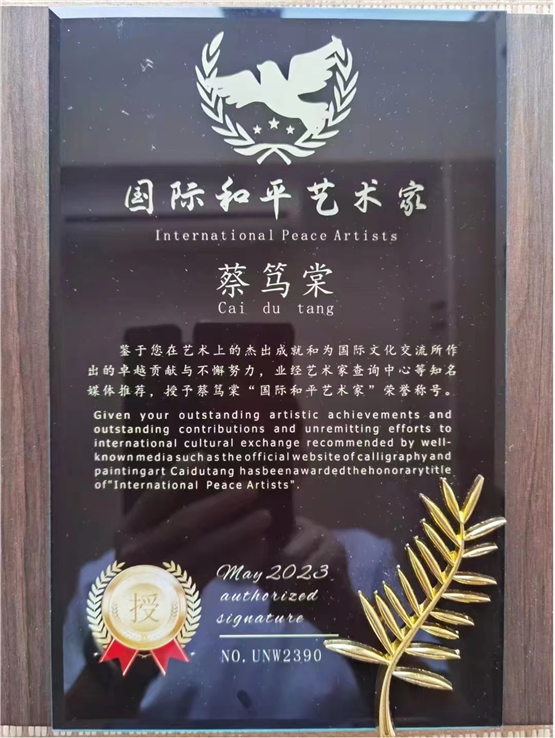 国际和平艺术家
International Peace Artists
蔡笃棠
Cai du tang
鉴于您在艺术上的杰出成就和为国际文化交流所作
出的卓越贡献与不懈努力，业经艺术家查询中心等知名
媒体推荐，授予蔡笃棠“国际和平艺术家”荣誉称号。
Given your outstanding artistic achievements and
outstanding contributions and unremitting efforts to
international cultural exchange recommended by well-
known media such as the official website of calligraphy and
paintingart Caidutang hasbeenawardedthehonorarytitle
of"International Peace Artists".
授
May 2023
authorized
signature
NO. UNW2390